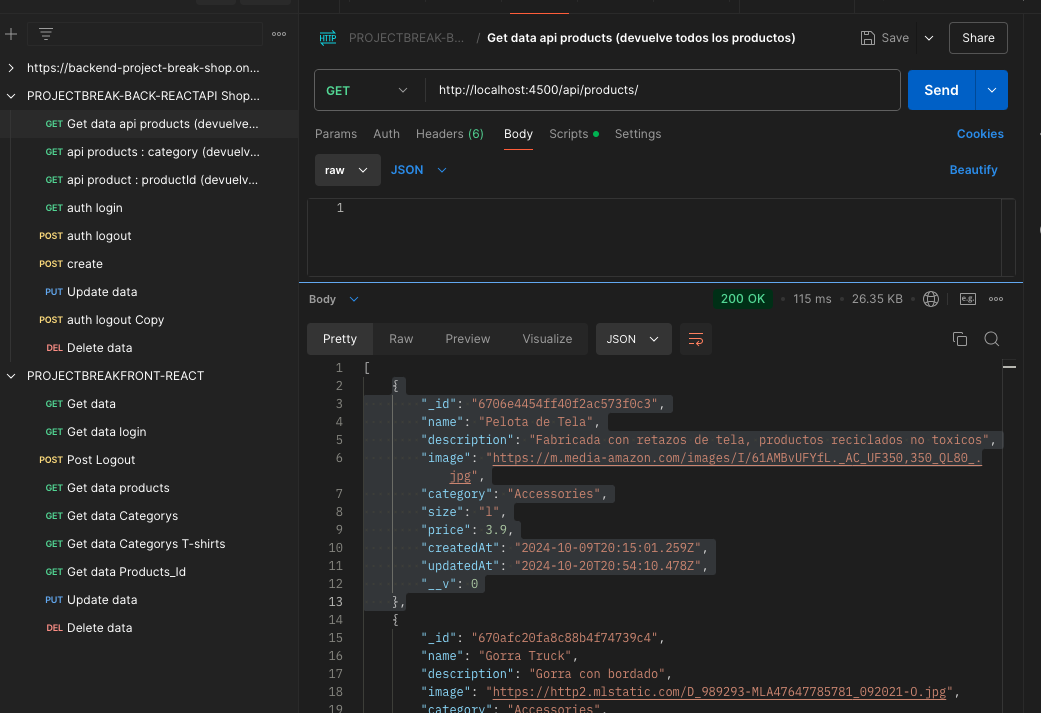 https://backend-project-break-shop.on...
PROJECTBREAK-BACK-REACTAPI Shop...
GET Get data api products (devuelve...
GET api products : category (devuelv...
GET api product : productId (devuelv...
GET auth login
POST auth logout
POST create
PUT Update data
POST auth logout Copy
DEL Delete data
PROJECTBREAKFRONT-REACT
GET Get data
GET Get data login
POST Post Logout
GET Get data products
GET Get data Categorys
GET Get data Categorys T-shirts
GET Get data Products_Id
PUT Update data
DEL Delete data
HTTP PROJECTBREAK-B... / Get data api products (devuelve todos los productos)
Save
Share
GET http://localhost:4500/api/products/
Send
Params Auth Headers (6) Body Scripts Settings
Cookies
raw JSON
Beautify
1
Body
200 OK • 115 ms • 26.35 KB
e.g.
Pretty Raw Preview Visualize JSON
1 [
2 {
3 "_id": "6706e4454ff40f2ac573f0c3",
4 "name": "Pelota de Tela",
5 "description": "Fabricada con retazos de tela, productos reciclados no toxicos",
6 "image": "https://m.media-amazon.com/images/I/61AMBvUFYfL._AC_UF350,350_QL80_.
jpg",
7 "category": "Accessories",
8 "size": "l",
9 "price": 3.9,
10 "createdAt": "2024-10-09T20:15:01.259Z",
11 "updatedAt": "2024-10-20T20:54:10.478Z",
12 "__v": 0
13 },
14 {
15 "_id": "670afc20fa8c88b4f74739c4",
16 "name": "Gorra Truck",
17 "description": "Gorra con bordado",
18 "image": "https://http2.mlstatic.com/D_989293-MLA47647785781_092021-O.jpg",
19 "category": "Accessories",